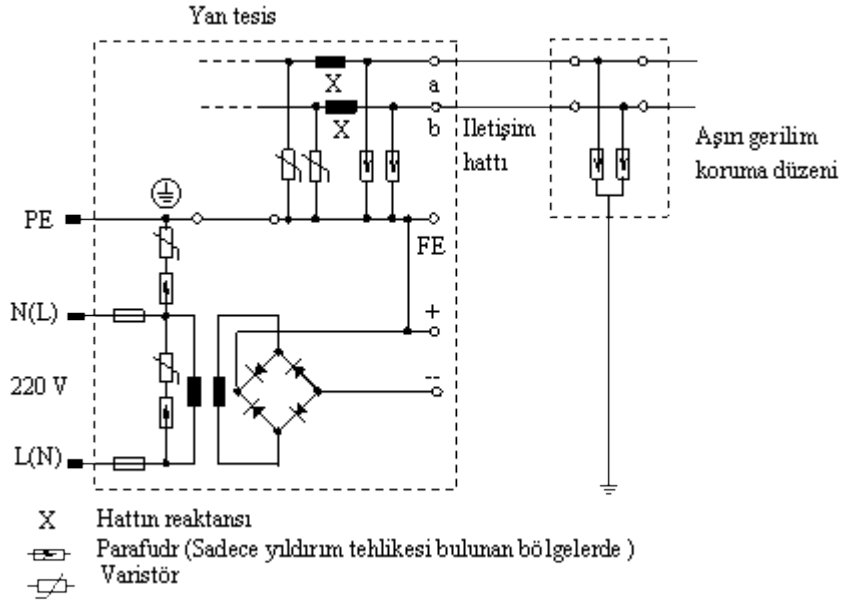 Yan tesis
X
a
X
b
Iletişim
hattı
Aşırı gerilim
koruma düzeni
PE
FE
N(L)
+
220 V
--
L(N)
X Hattın reaktansı
Parafudr (Sadece yıldırım tehlikesi bulunan bölgelerde )
Varistör